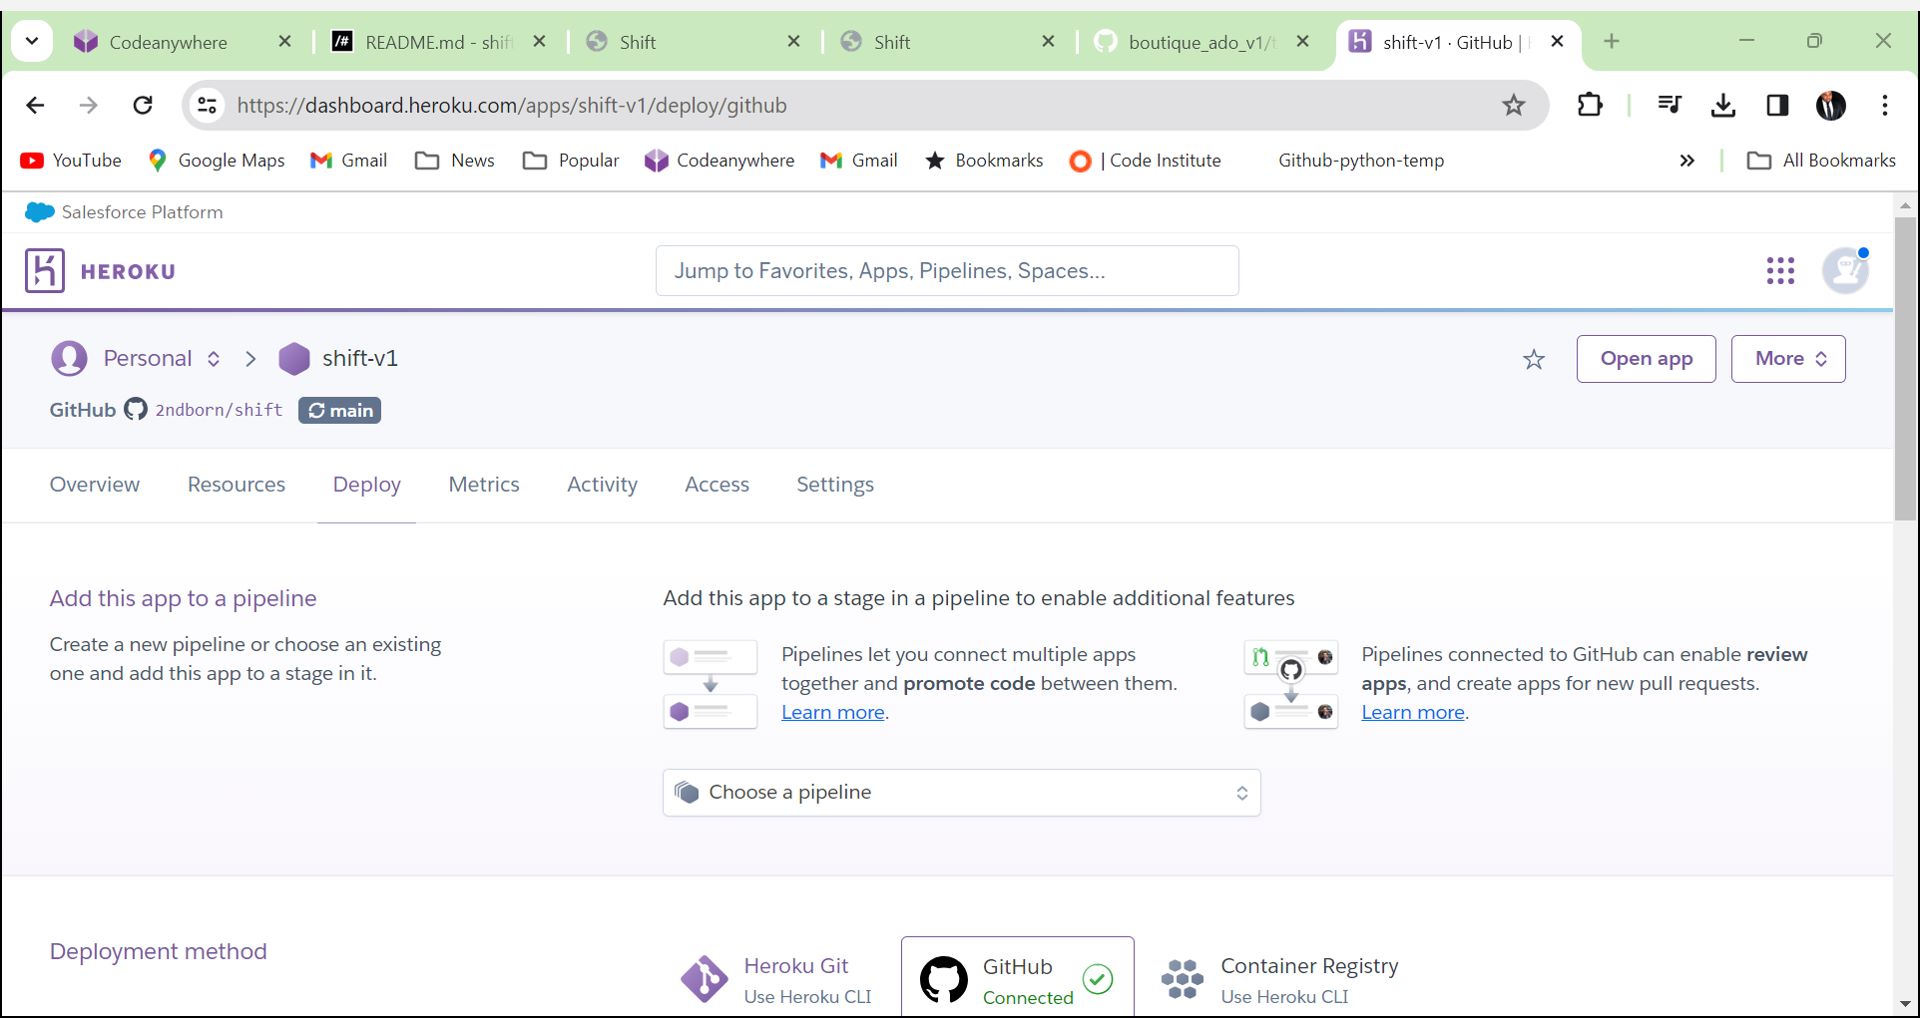 Codeanywhere
README.md - shift
Shift
Shift
boutique_ado_v1/t
shift-v1 · GitHub |
https://dashboard.heroku.com/apps/shift-v1/deploy/github
YouTube Google Maps Gmail News Popular Codeanywhere Gmail Bookmarks | Code Institute Github-python-temp » All Bookmarks
Salesforce Platform
HEROKU
Jump to Favorites, Apps, Pipelines, Spaces...
Personal > shift-v1
Open app
More
GitHub 2ndborn/shift main
Overview Resources Deploy Metrics Activity Access Settings
Add this app to a pipeline
Create a new pipeline or choose an existing
one and add this app to a stage in it.
Add this app to a stage in a pipeline to enable additional features
Pipelines let you connect multiple apps
together and promote code between them.
Learn more.
Pipelines connected to GitHub can enable review
apps, and create apps for new pull requests.
Learn more.
Choose a pipeline
Deployment method
Heroku Git
Use Heroku CLI
GitHub
Connected
Container Registry
Use Heroku CLI